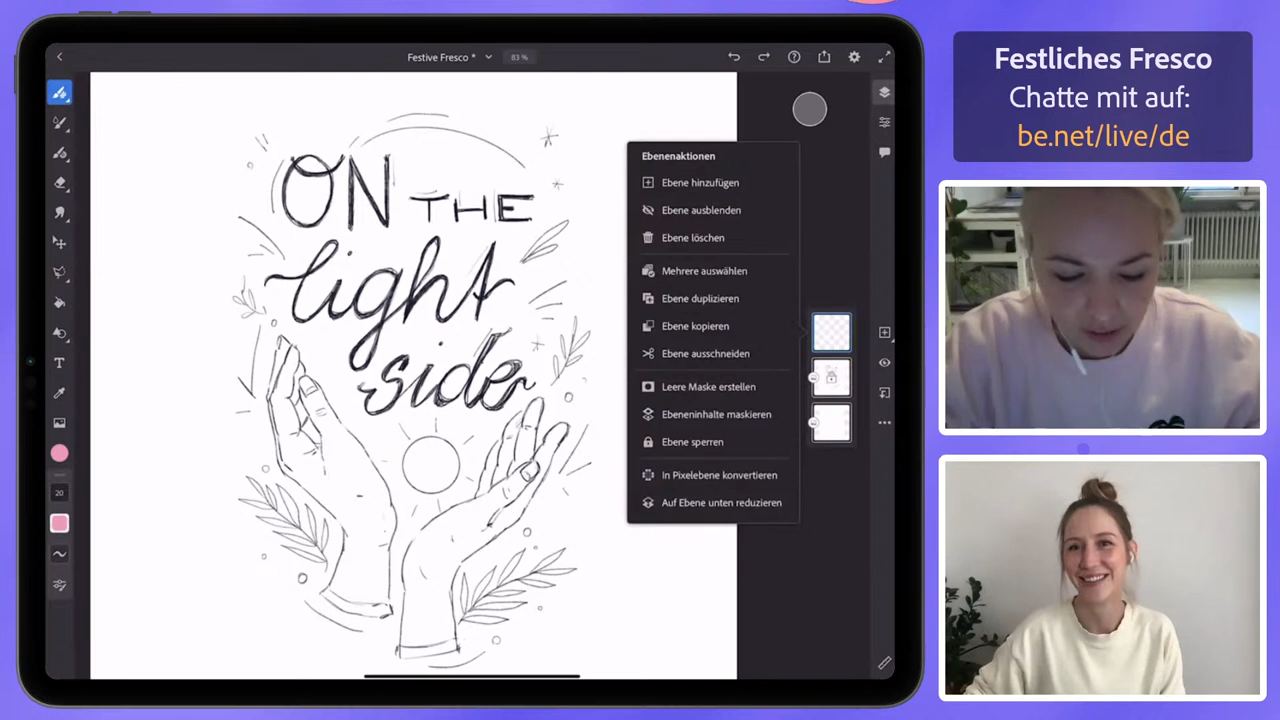 Festive Fresco *
83 %
ON THE
light
side
20
T
Ebenenaktionen
Ebene hinzufügen
Ebene ausblenden
Ebene löschen
Mehrere auswählen
Ebene duplizieren
Ebene kopieren
Ebene ausschneiden
Leere Maske erstellen
Ebeneninhalte maskieren
Ebene sperren
In Pixelebene konvertieren
Auf Ebene unten reduzieren
Festliches Fresco
Chatte mit auf:
be.net/live/de